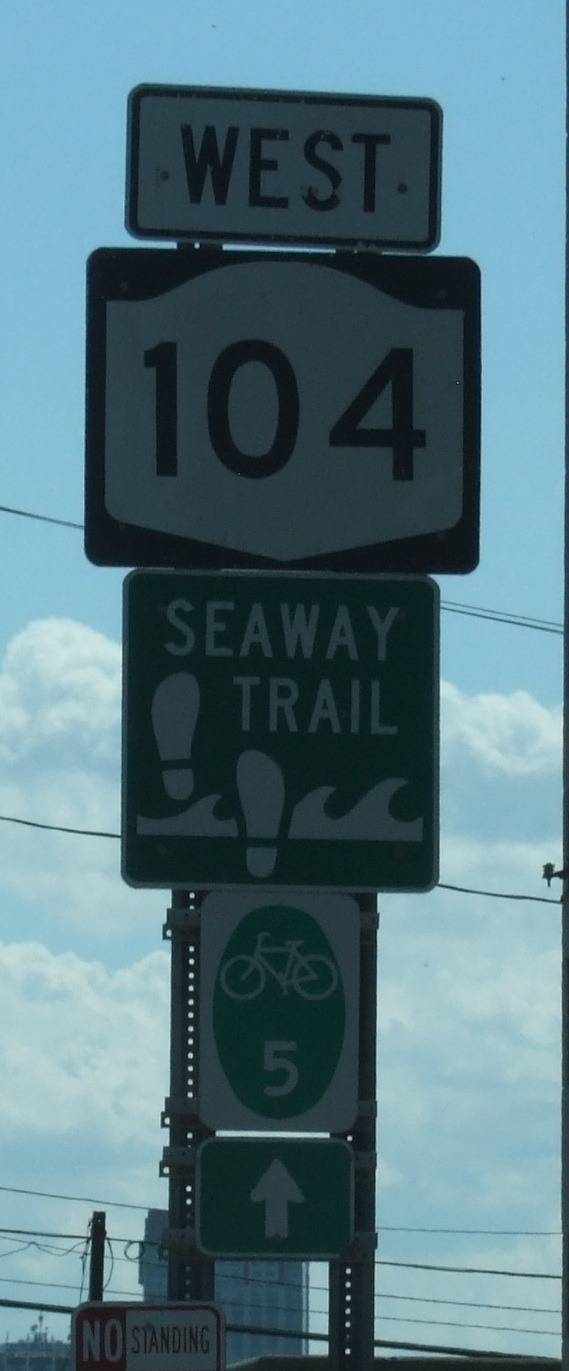 WEST
104
SEAWAY
TRAIL
5
NO STANDING